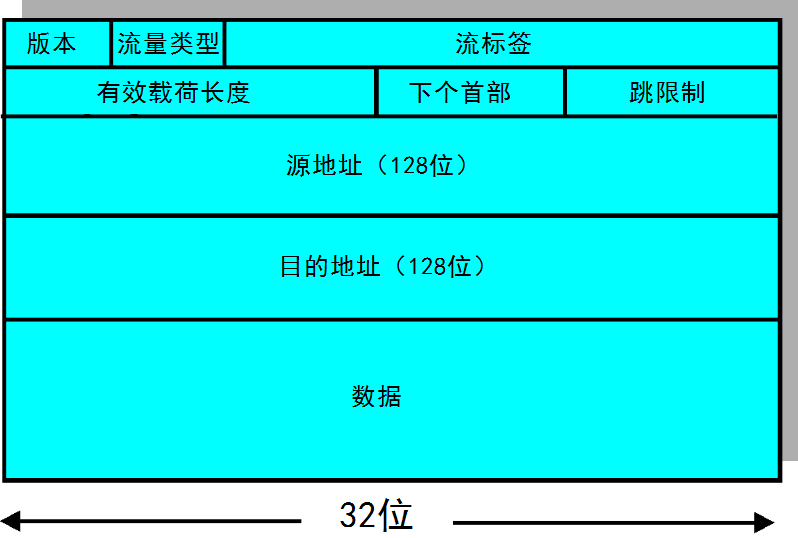 版本 流量类型 流标签
有效载荷长度 下个首部 跳限制
源地址（128位）
目的地址（128位）
数据
32位